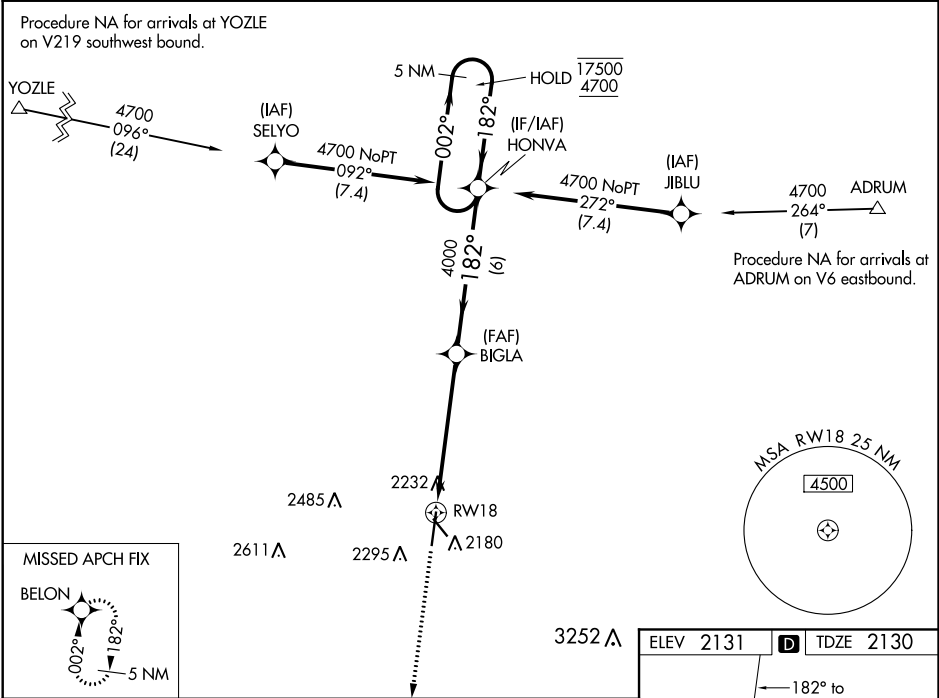 Procedure NA for arrivals at YOZLE
on V219 southwest bound.
YOZLE
4700
096°
(24)
(IAF)
SELYO
4700 NoPT
092°
(7.4)
5 NM
HOLD
17500
4700
002°
182°
(IF/IAF)
HONVA
4700 NoPT
272°
(7.4)
(IAF)
JIBLU
4700
264°
(7)
ADRUM
Procedure NA for arrivals at
ADRUM on V6 eastbound.
4000
182°
(6)
(FAF)
BIGLA
MSA RW18 25 NM
4500
2232
2485
RW18
2180
2611
2295
MISSED APCH FIX
BELON
002°
182°
5 NM
3252
ELEV 2131 D TDZE 2130
182° to